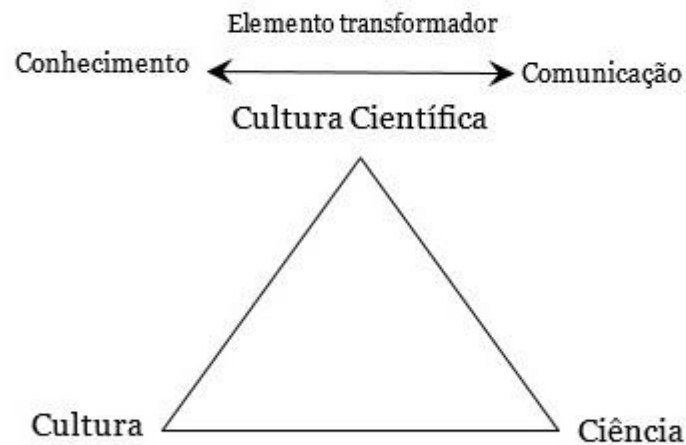 Elemento transformador
Conhecimento
Comunicação
Cultura Científica
Cultura
Ciência